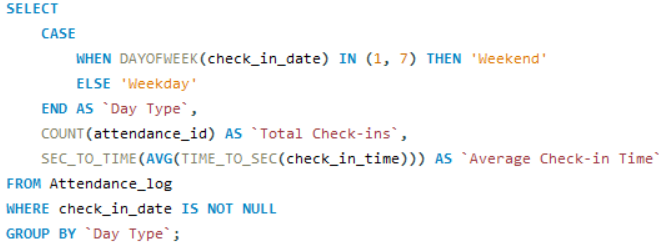 SELECT
    CASE
        WHEN DAYOFWEEK(check_in_date) IN (1, 7) THEN 'Weekend'
        ELSE 'Weekday'
    END AS `Day Type`,
    COUNT(attendance_id) AS `Total Check-ins`,
    SEC_TO_TIME(AVG(TIME_TO_SEC(check_in_time))) AS `Average Check-in Time`
FROM Attendance_log
WHERE check_in_date IS NOT NULL
GROUP BY `Day Type`;